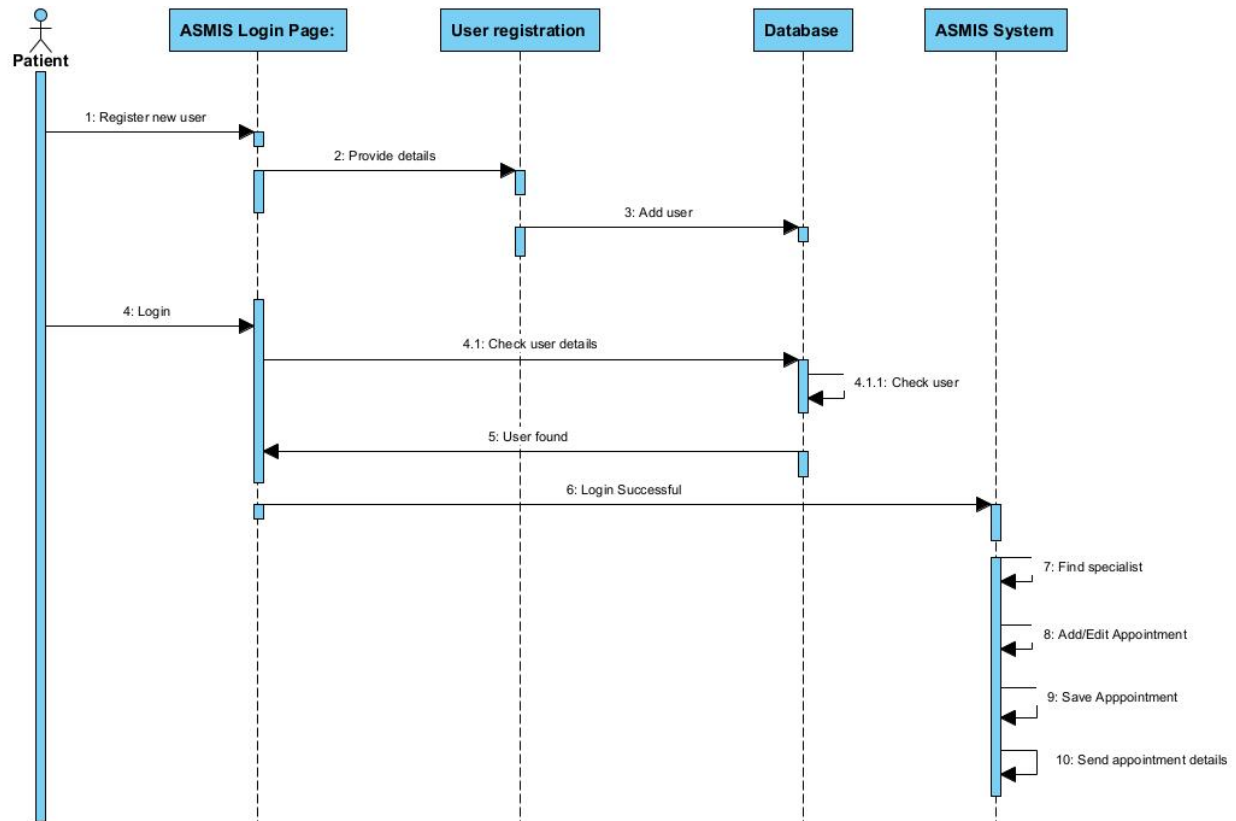 Patient
ASMIS Login Page:
User registration
Database
ASMIS System
1: Register new user
2: Provide details
3: Add user
4: Login
4.1: Check user details
4.1.1: Check user
5: User found
6: Login Successful
7: Find specialist
8: Add/Edit Appointment
9: Save Apppointment
10: Send appointment details